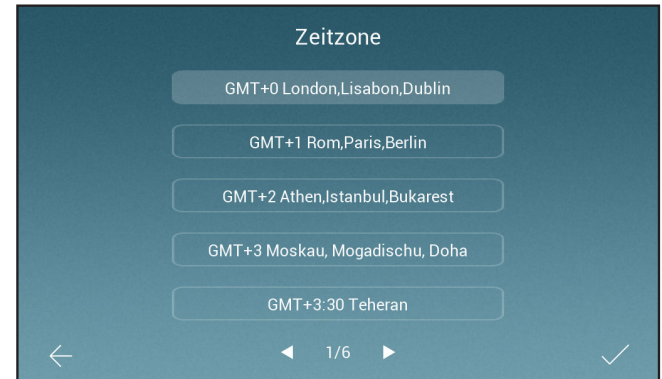 Zeitzone
GMT+0 London,Lisabon,Dublin
GMT+1 Rom,Paris,Berlin
GMT+2 Athen,Istanbul,Bukarest
GMT+3 Moskau, Mogadischu, Doha
GMT+3:30 Teheran
1/6